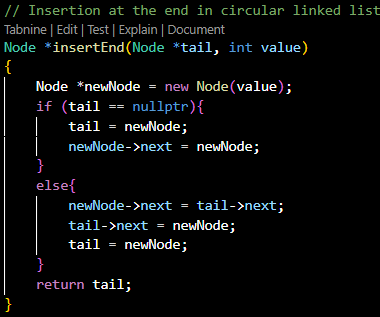 // Insertion at the end in circular linked list
Tabnine | Edit | Test | Explain | Document
Node *insertEnd(Node *tail, int value)
{
    Node *newNode = new Node(value);
    if (tail == nullptr){
        tail = newNode;
        newNode->next = newNode;
    }
    else{
        newNode->next = tail->next;
        tail->next = newNode;
        tail = newNode;
    }
    return tail;
}